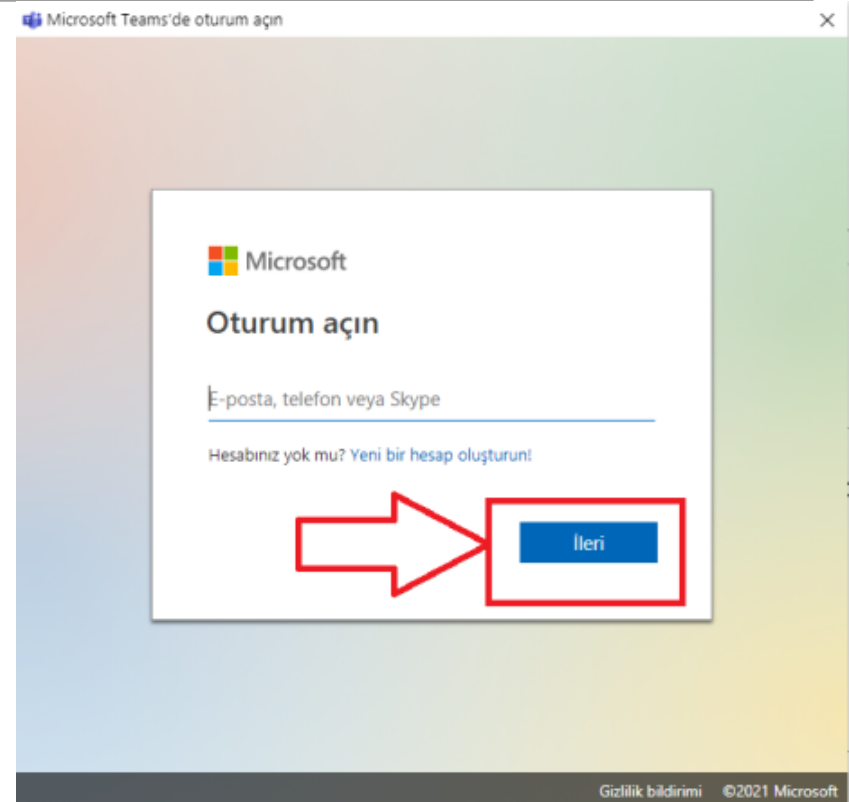 Microsoft Teams'de oturum açın
Microsoft
Oturum açın
E-posta, telefon veya Skype
Hesabınız yok mu? Yeni bir hesap oluşturun!
İleri
Gizlilik bildirimi ©2021 Microsoft